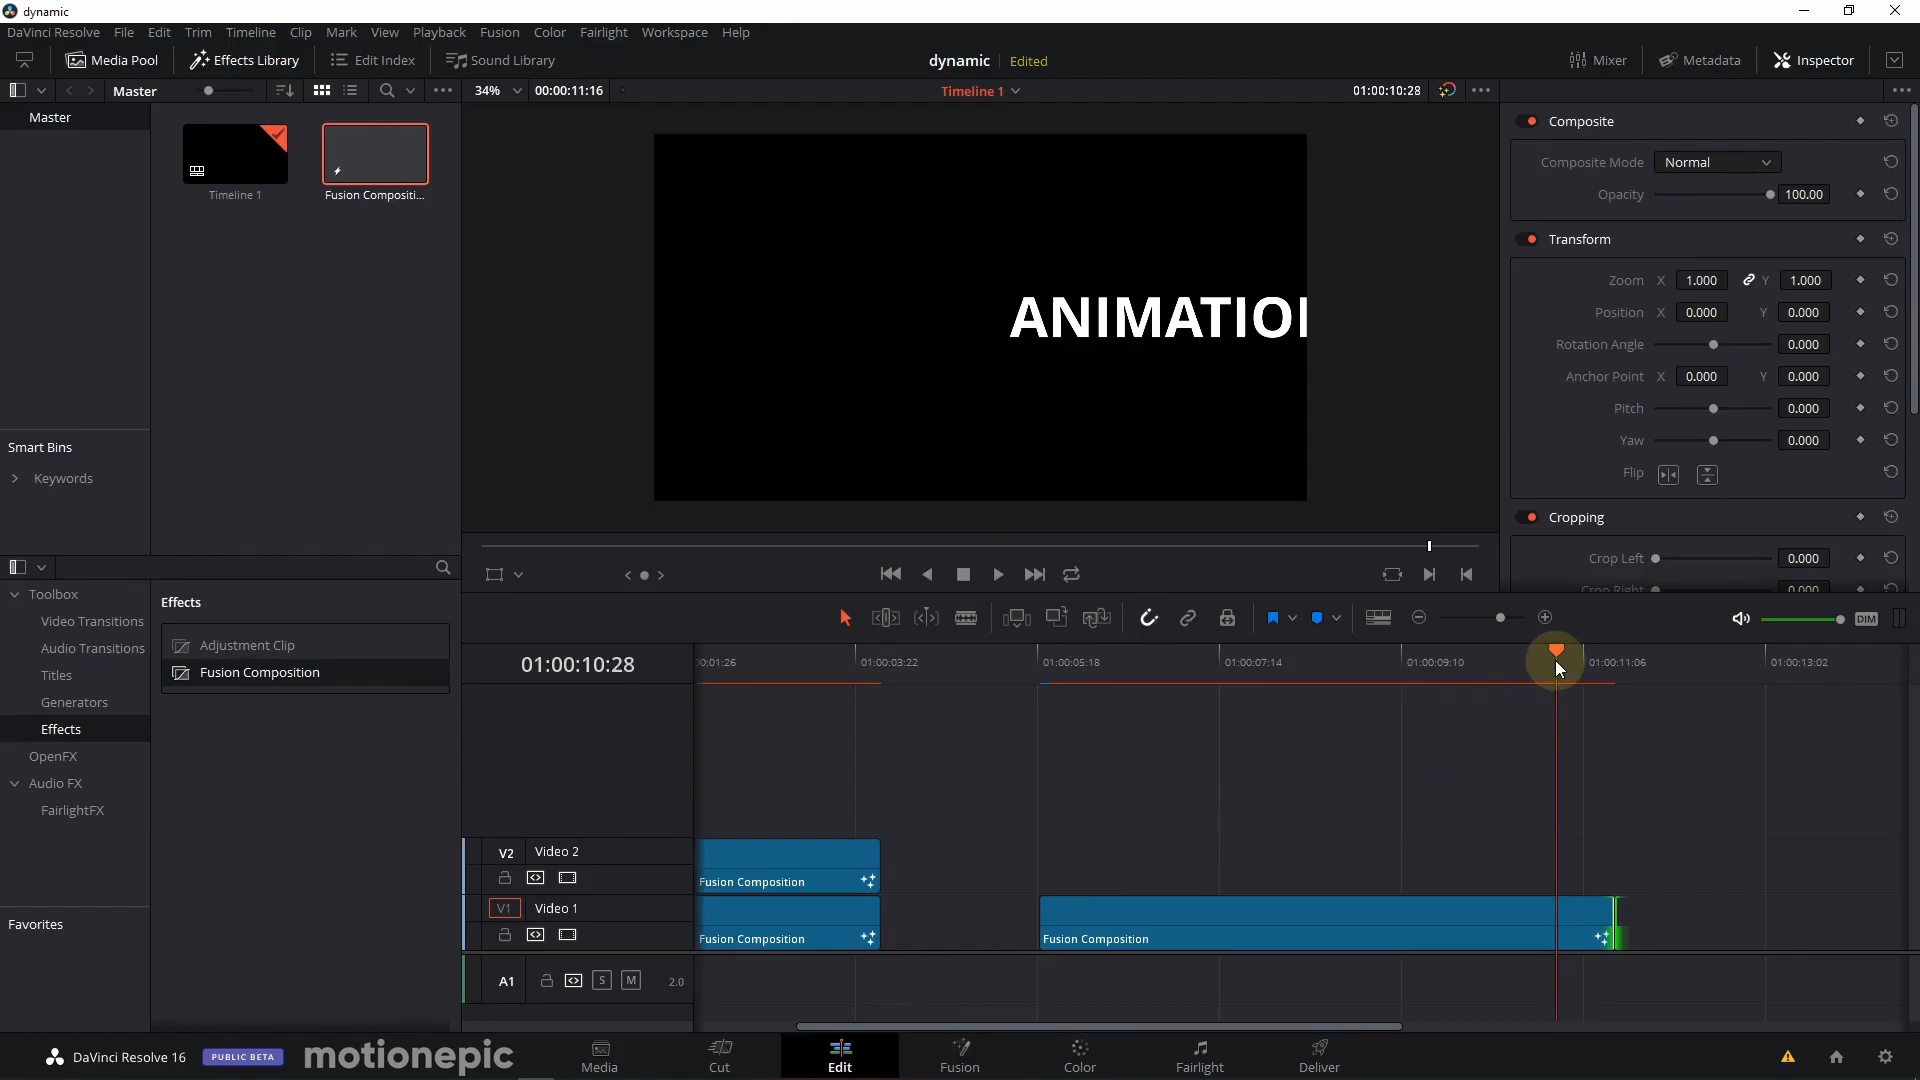 dynamic
DaVinci Resolve File Edit Trim Timeline Clip Mark View Playback Fusion Color Fairlight Workspace Help
Media Pool Effects Library Edit Index Sound Library dynamic Edited Mixer Metadata Inspector
Master 34% 00:00:11:16 Timeline 1 01:00:10:28
Master
Timeline 1
Fusion Compositi...
Smart Bins
Keywords
ANIMATIO
Composite
Composite Mode Normal
Opacity 100.00
Transform
Zoom X 1.000 Y 1.000
Position X 0.000 Y 0.000
Rotation Angle 0.000
Anchor Point X 0.000 Y 0.000
Pitch 0.000
Yaw 0.000
Flip
Cropping
Crop Left 0.000
Crop Right 0.000
Toolbox
Video Transitions
Audio Transitions
Titles
Generators
Effects
OpenFX
Audio FX
FairlightFX
Favorites
Effects
Adjustment Clip
Fusion Composition
DIM
01:00:10:28 :00:01:26 01:00:03:22 01:00:05:18 01:00:07:14 01:00:09:10 01:00:11:06 01:00:13:02
V2 Video 2
Fusion Composition
V1 Video 1
Fusion Composition Fusion Composition
A1 S M 2.0
DaVinci Resolve 16 PUBLIC BETA motionepic Media Cut Edit Fusion Color Fairlight Deliver